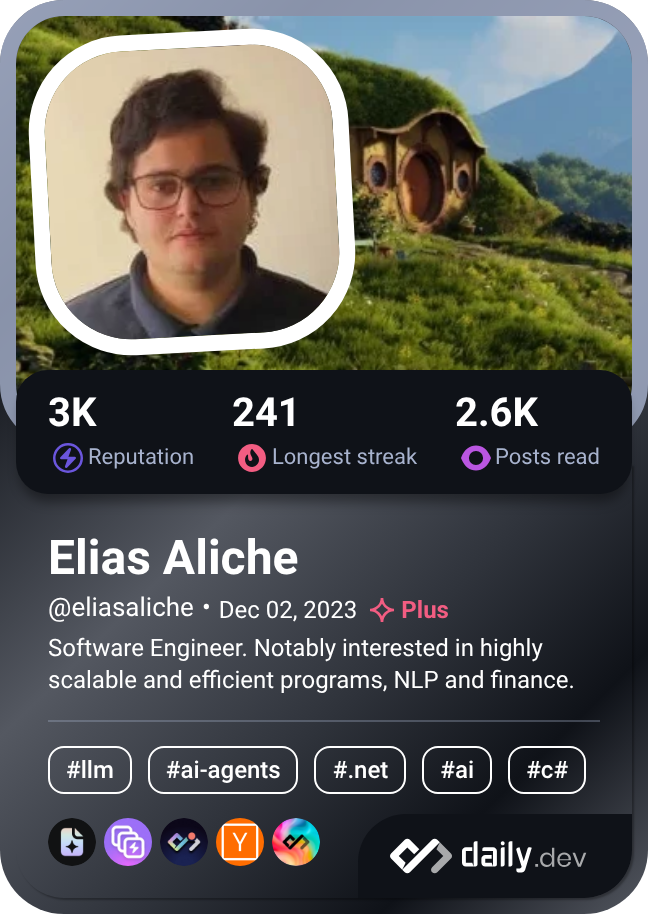 3K 241 2.6K
Reputation Longest streak Posts read
Elias Aliche
@eliasaliche • Dec 02, 2023 Plus
Software Engineer. Notably interested in highly
scalable and efficient programs, NLP and finance.
#llm #ai-agents #.net #ai #c#
Y
daily.dev